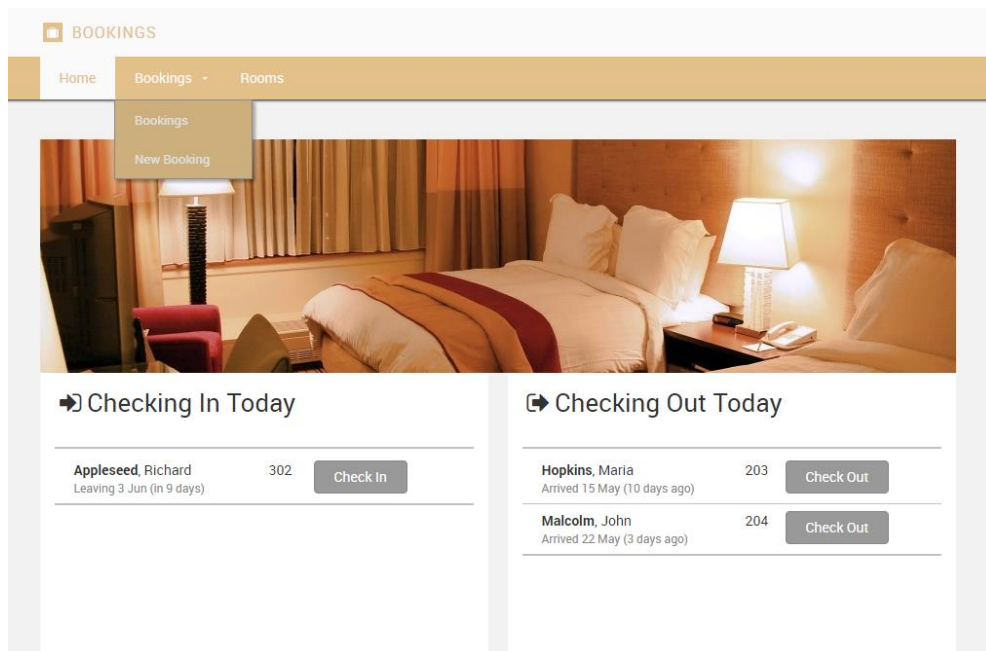 BOOKINGS
Home Bookings Rooms
Bookings
New Booking
Checking In Today
Appleseed, Richard 302 Check In
Leaving 3 Jun (in 9 days)
Checking Out Today
Hopkins, Maria 203 Check Out
Arrived 15 May (10 days ago)
Malcolm, John 204 Check Out
Arrived 22 May (3 days ago)